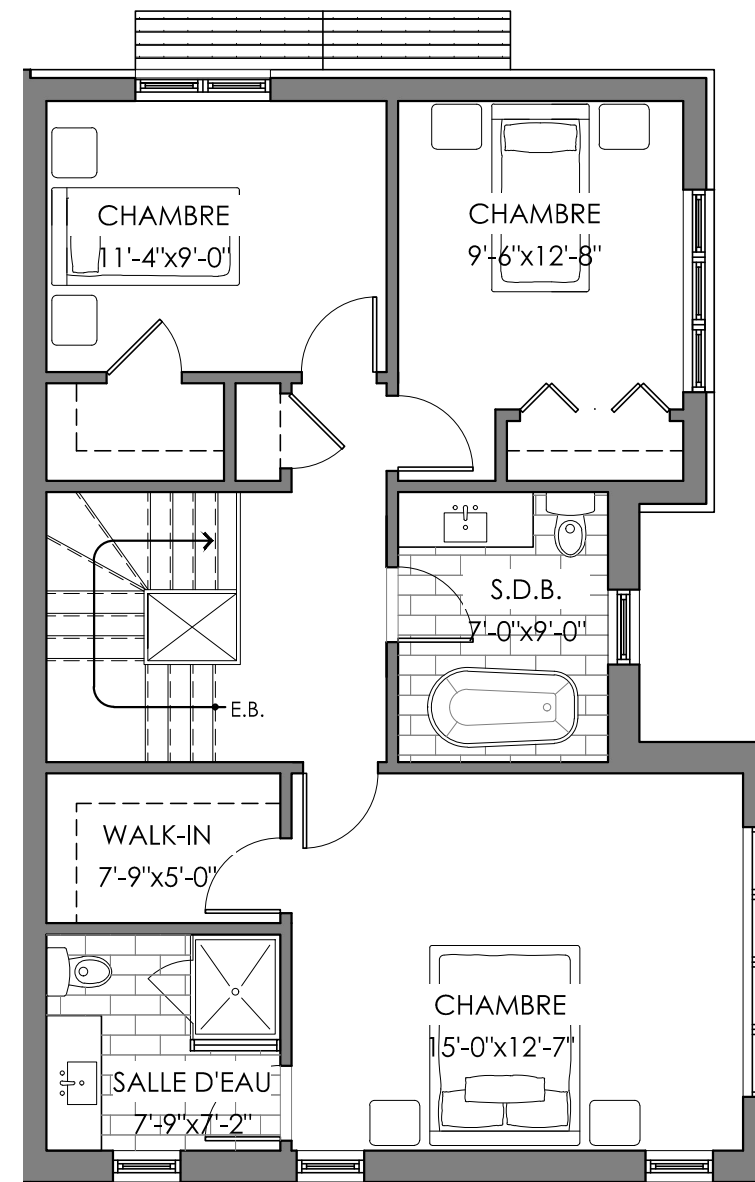 CHAMBRE
11'-4"x9'-0"
CHAMBRE
9'-6"x12'-8"
S.D.B.
7'-0"x9'-0"
E.B.
WALK-IN
7'-9"x5'-0"
CHAMBRE
15'-0"x12'-7"
SALLE D'EAU
7'-9"x7'-2"